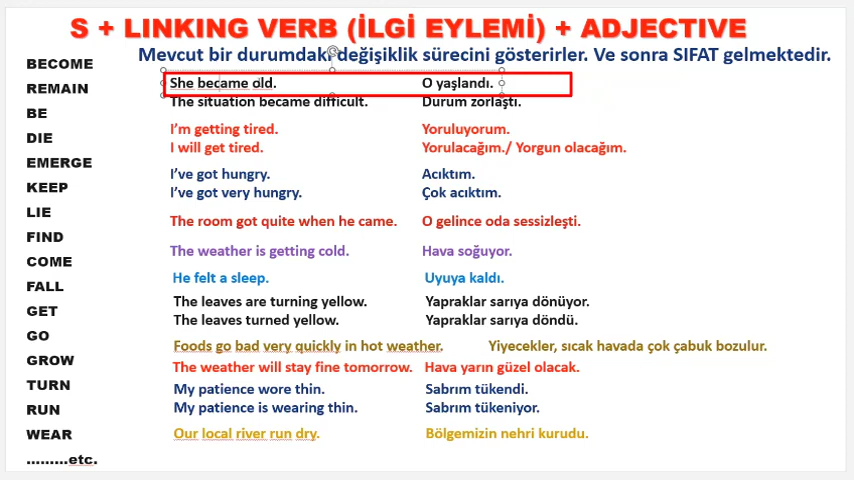 S + LINKING VERB (İLGİ EYLEMİ) + ADJECTIVE
Mevcut bir durumdaki değişiklik sürecini gösterirler. Ve sonra SIFAT gelmektedir.
BECOME
REMAIN
BE
DIE
EMERGE
KEEP
LIE
FIND
COME
FALL
GET
GO
GROW
TURN
RUN
WEAR
.........etc.
She became old. O yaşlandı.
The situation became difficult. Durum zorlaştı.
I'm getting tired. Yoruluyorum.
I will get tired. Yorulacağım./ Yorgun olacağım.
I've got hungry. Acıktım.
I've got very hungry. Çok acıktım.
The room got quite when he came. O gelince oda sessizleşti.
The weather is getting cold. Hava soğuyor.
He felt a sleep. Uyuya kaldı.
The leaves are turning yellow. Yapraklar sarıya dönüyor.
The leaves turned yellow. Yapraklar sarıya döndü.
Foods go bad very quickly in hot weather. Yiyecekler, sıcak havada çok çabuk bozulur.
The weather will stay fine tomorrow. Hava yarın güzel olacak.
My patience wore thin. Sabrım tükendi.
My patience is wearing thin. Sabrım tükeniyor.
Our local river run dry. Bölgemizin nehri kurudu.